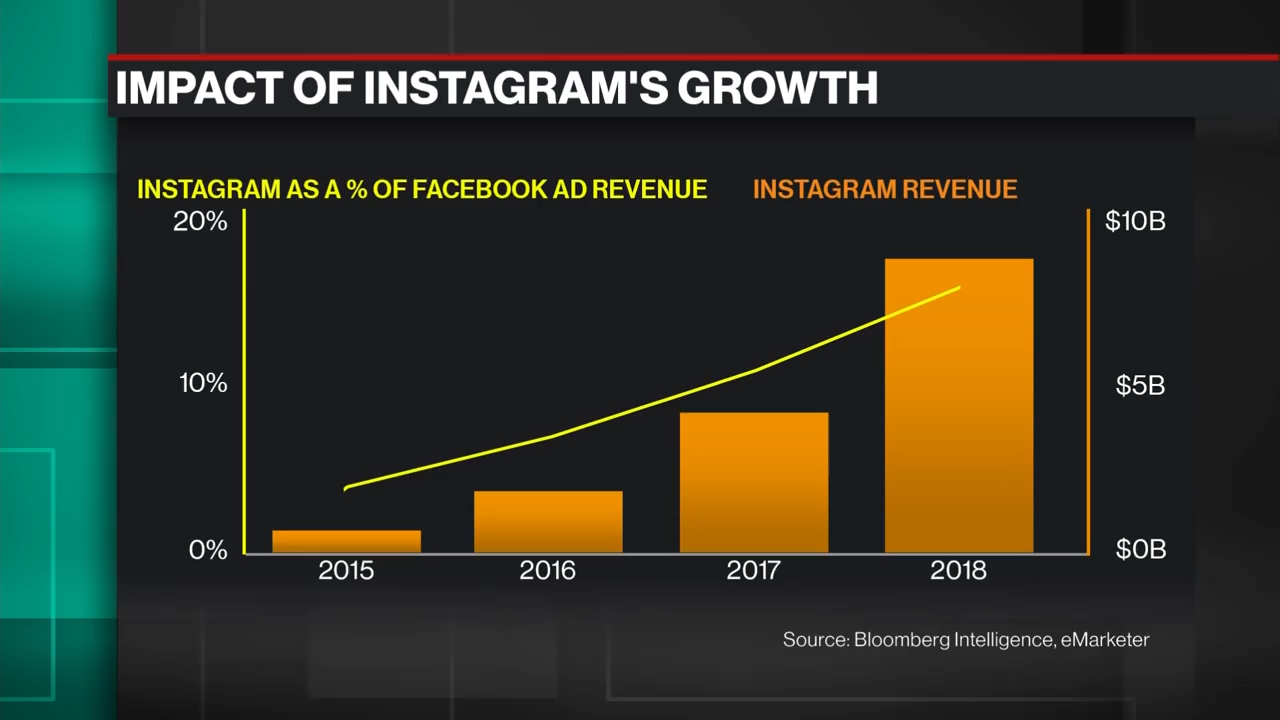 IMPACT OF INSTAGRAM'S GROWTH
INSTAGRAM AS A % OF FACEBOOK AD REVENUE
INSTAGRAM REVENUE
20%
$10B
10%
$5B
0%
$0B
2015
2016
2017
2018
Source: Bloomberg Intelligence, eMarketer